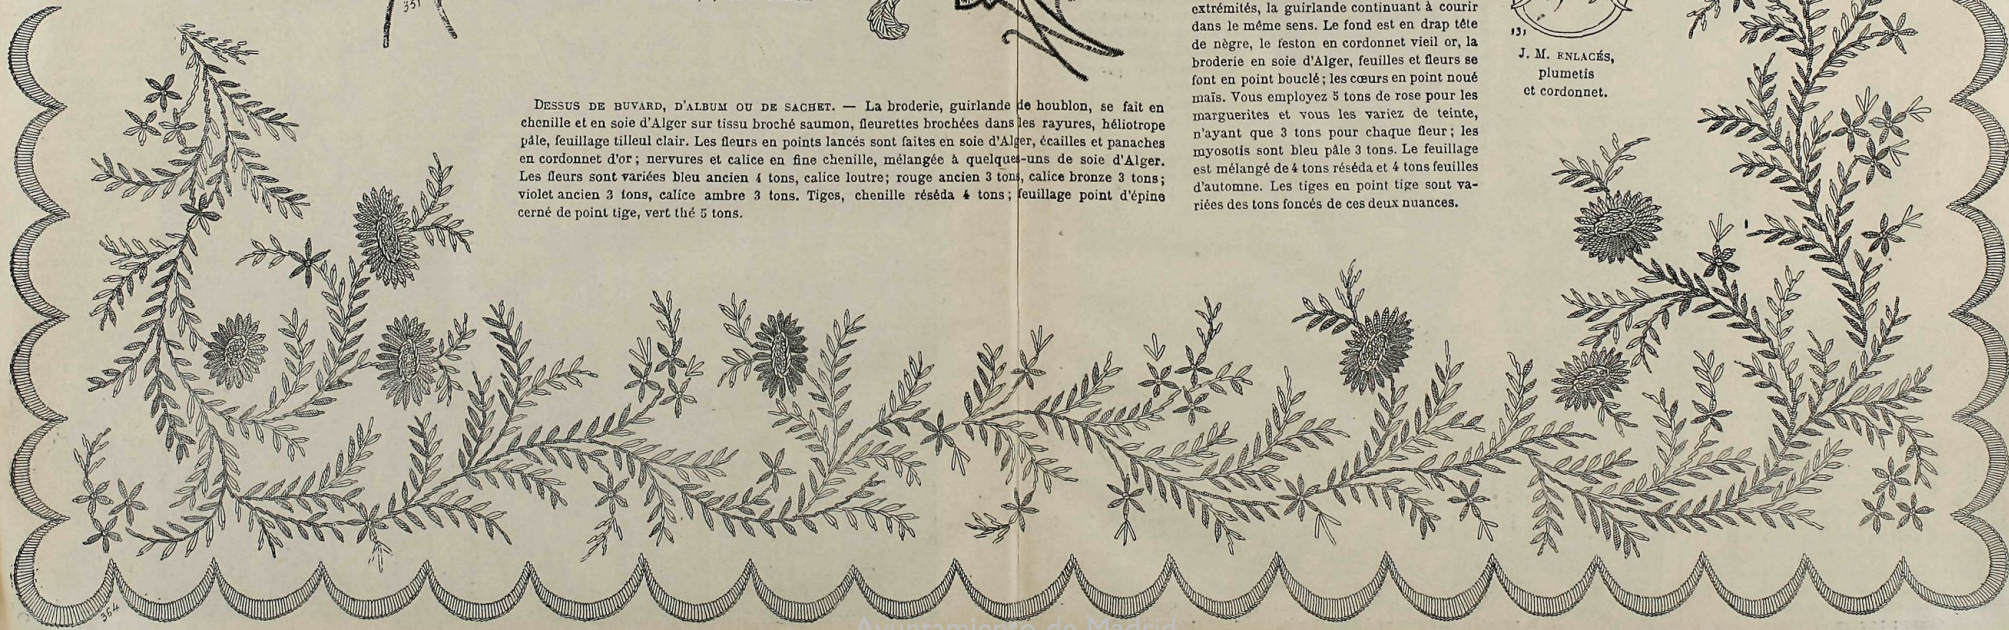 351
DESSUS DE BUVARD, D'ALBUM OU DE SACHET. — La broderie, guirlande de houblon, se fait en
chenille et en soie d'Alger sur tissu broché saumon, fleurettes brochées dans les rayures, héliotrope
pâle, feuillage tilleul clair. Les fleurs en points lancés sont faites en soie d'Alger, écailles et panaches
en cordonnet d'or; nervures et calice en fine chenille, mélangée à quelques-uns de soie d'Alger.
Les fleurs sont variées bleu ancien 4 tons, calice loutre; rouge ancien 3 tons, calice bronze 3 tons;
violet ancien 3 tons, calice ambre 3 tons. Tiges, chenille réséda 4 tons; feuillage point d'épine
cerné de point tige, vert thé 5 tons.
extrémités, la guirlande continuant à courir
dans le même sens. Le fond est en drap tête
de nègre, le feston en cordonnet vieil or, la
broderie en soie d'Alger, feuilles et fleurs se
font en point bouclé; les cœurs en point noué
maïs. Vous employez 5 tons de rose pour les
marguerites et vous les variez de teinte,
n'ayant que 3 tons pour chaque fleur; les
myosotis sont bleu pâle 3 tons. Le feuillage
est mélangé de 4 tons réséda et 4 tons feuilles
d'automne. Les tiges en point tige sout va-
riées des tons foncés de ces deux nuances.
131
J. M. ENLACÉS,
plumetis
et cordonnet.
354
Ayuntamiento de Madrid